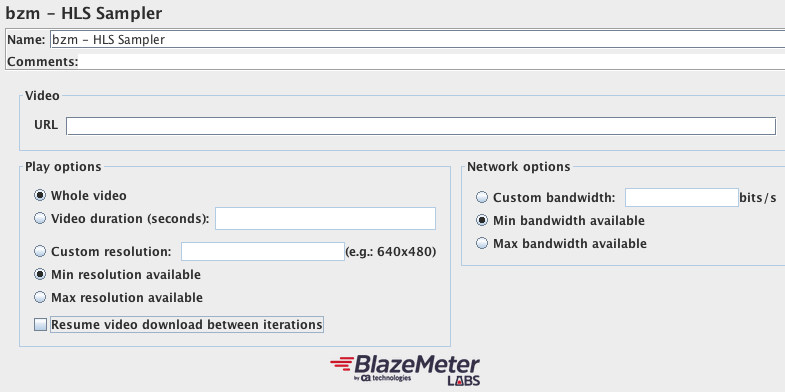 bzm - HLS Sampler
Name: bzm - HLS Sampler
Comments:
Video
URL
Play options
Whole video
Video duration (seconds):
Custom resolution: (e.g.: 640x480)
Min resolution available
Max resolution available
Resume video download between iterations
Network options
Custom bandwidth: bits/s
Min bandwidth available
Max bandwidth available
BlazeMeter
by ca technologies LABS